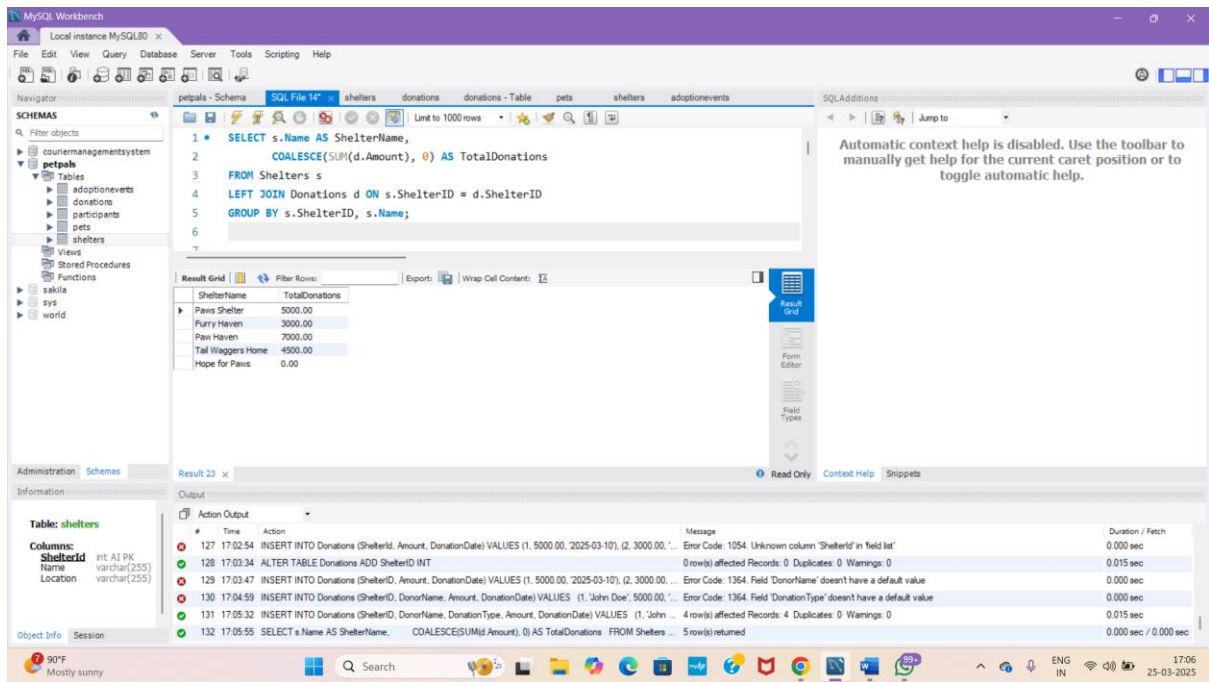 MySQL Workbench
Local instance MySQL80 ×
File Edit View Query Database Server Tools Scripting Help
Navigator
SCHEMAS
Filter objects
couriermanagementsystem
petpals
Tables
adoptionevents
donations
participants
pets
shelters
Views
Stored Procedures
Functions
sakila
sys
world
Administration Schemas
Information
Table: shelters
Columns:
ShelterId int AI PK
Name varchar(255)
Location varchar(255)
Object Info Session
petpals - Schema SQL File 14* × shelters donations donations - Table pets shelters adoptionevents
Limit to 1000 rows
1 SELECT s.Name AS ShelterName,
2 COALESCE(SUM(d.Amount), 0) AS TotalDonations
3 FROM Shelters s
4 LEFT JOIN Donations d ON s.ShelterID = d.ShelterID
5 GROUP BY s.ShelterID, s.Name;
6
7
Result Grid Filter Rows: Export: Wrap Cell Content:
ShelterName TotalDonations
Paws Shelter 5000.00
Furry Haven 3000.00
Paw Haven 7000.00
Tail Waggers Home 4500.00
Hope for Paws 0.00
Result Grid
Form Editor
Field Types
Result 23 × Read Only
SQLAdditions
Jump to
Automatic context help is disabled. Use the toolbar to
manually get help for the current caret position or to
toggle automatic help.
Context Help Snippets
Output
Action Output
# Time Action Message Duration / Fetch
127 17:02:54 INSERT INTO Donations (ShelterId, Amount, DonationDate) VALUES (1, 5000.00, '2025-03-10'), (2, 3000.00, '... Error Code: 1054. Unknown column 'ShelterId' in 'field list' 0.000 sec
128 17:03:34 ALTER TABLE Donations ADD ShelterID INT 0 row(s) affected Records: 0 Duplicates: 0 Warnings: 0 0.015 sec
129 17:03:47 INSERT INTO Donations (ShelterID, Amount, DonationDate) VALUES (1, 5000.00, '2025-03-10'), (2, 3000.00, ... Error Code: 1364. Field 'DonorName' doesn't have a default value 0.000 sec
130 17:04:59 INSERT INTO Donations (ShelterID, DonorName, Amount, DonationDate) VALUES (1, 'John Doe', 5000.00, '... Error Code: 1364. Field 'DonationType' doesn't have a default value 0.000 sec
131 17:05:32 INSERT INTO Donations (ShelterID, DonorName, DonationType, Amount, DonationDate) VALUES (1, 'John ... 4 row(s) affected Records: 4 Duplicates: 0 Warnings: 0 0.015 sec
132 17:05:55 SELECT s.Name AS ShelterName, COALESCE(SUM(d.Amount), 0) AS TotalDonations FROM Shelters ... 5 row(s) returned 0.000 sec / 0.000 sec
7
90°F
Mostly sunny
Search
99+
ENG
IN
17:06
25-03-2025